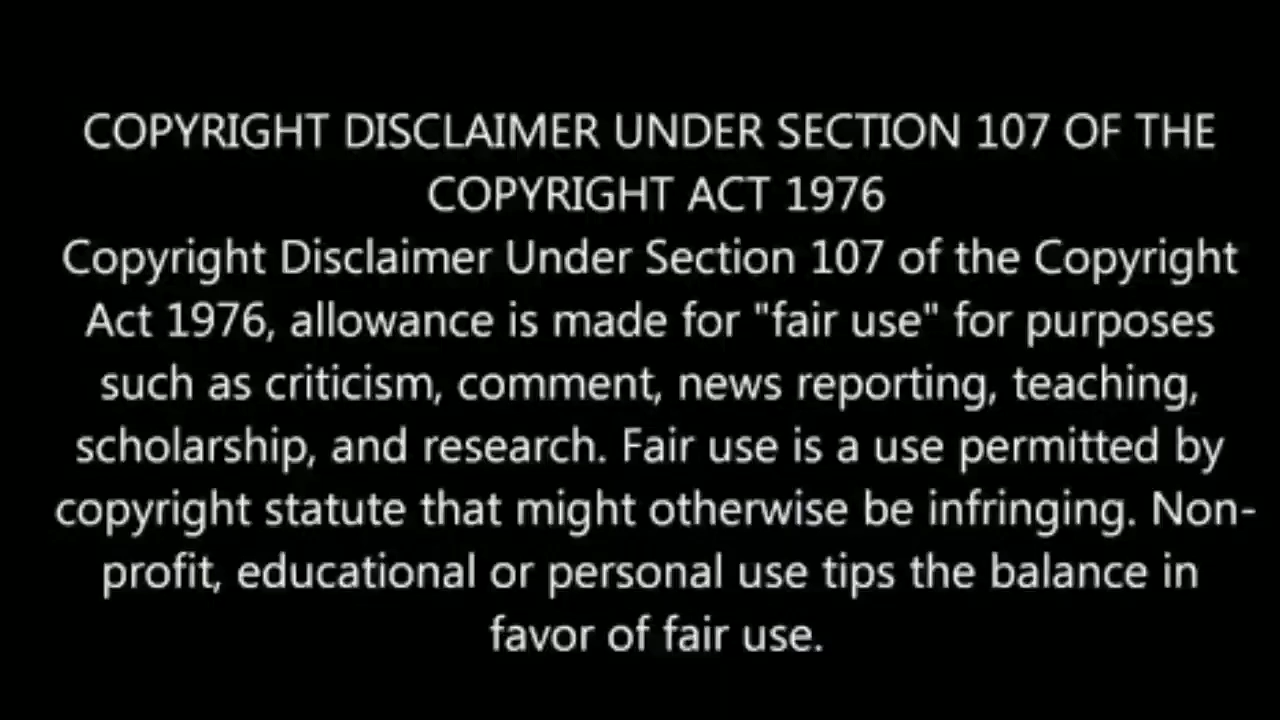 COPYRIGHT DISCLAIMER UNDER SECTION 107 OF THE
COPYRIGHT ACT 1976
Copyright Disclaimer Under Section 107 of the Copyright
Act 1976, allowance is made for "fair use" for purposes
such as criticism, comment, news reporting, teaching,
scholarship, and research. Fair use is a use permitted by
copyright statute that might otherwise be infringing. Non-
profit, educational or personal use tips the balance in
favor of fair use.